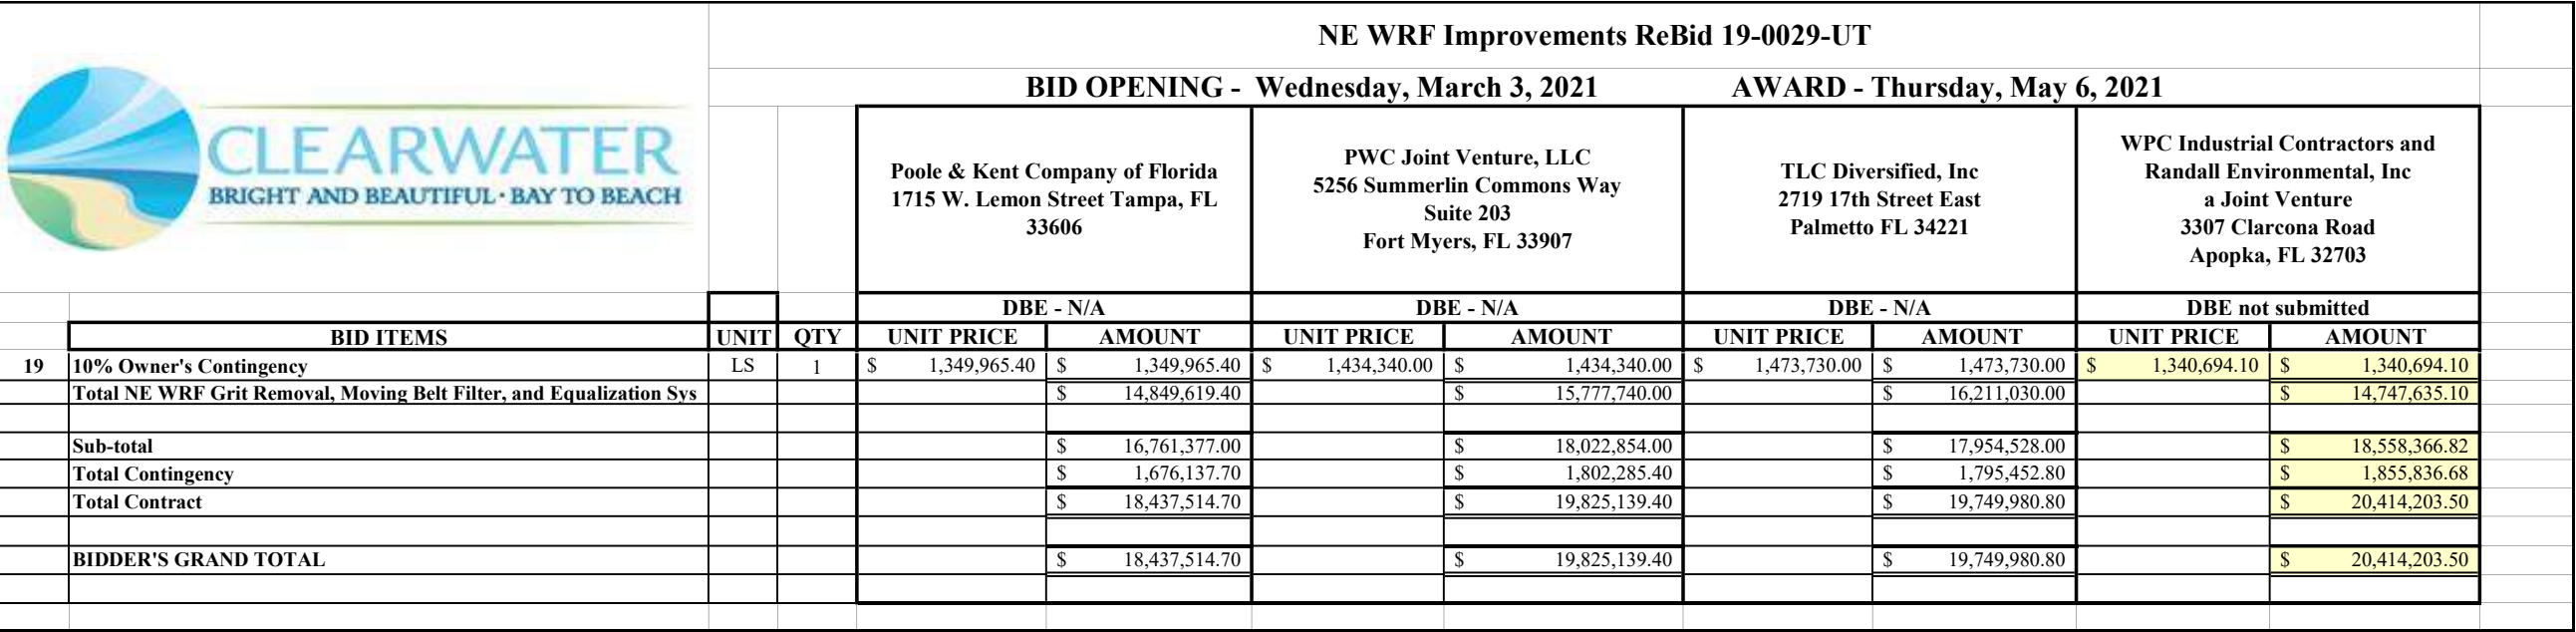 NE WRF Improvements ReBid 19-0029-UT
BID OPENING - Wednesday, March 3, 2021 AWARD - Thursday, May 6, 2021
CLEARWATER
BRIGHT AND BEAUTIFUL · BAY TO BEACH
Poole & Kent Company of Florida
1715 W. Lemon Street Tampa, FL
33606
PWC Joint Venture, LLC
5256 Summerlin Commons Way
Suite 203
Fort Myers, FL 33907
TLC Diversified, Inc
2719 17th Street East
Palmetto FL 34221
WPC Industrial Contractors and
Randall Environmental, Inc
a Joint Venture
3307 Clarcona Road
Apopka, FL 32703
DBE - N/A DBE - N/A DBE - N/A DBE not submitted
BID ITEMS UNIT QTY UNIT PRICE AMOUNT UNIT PRICE AMOUNT UNIT PRICE AMOUNT UNIT PRICE AMOUNT
19 10% Owner's Contingency LS 1 $ 1,349,965.40 $ 1,349,965.40 $ 1,434,340.00 $ 1,434,340.00 $ 1,473,730.00 $ 1,473,730.00 $ 1,340,694.10 $ 1,340,694.10
Total NE WRF Grit Removal, Moving Belt Filter, and Equalization Sys $ 14,849,619.40 $ 15,777,740.00 $ 16,211,030.00 $ 14,747,635.10
Sub-total $ 16,761,377.00 $ 18,022,854.00 $ 17,954,528.00 $ 18,558,366.82
Total Contingency $ 1,676,137.70 $ 1,802,285.40 $ 1,795,452.80 $ 1,855,836.68
Total Contract $ 18,437,514.70 $ 19,825,139.40 $ 19,749,980.80 $ 20,414,203.50
BIDDER'S GRAND TOTAL $ 18,437,514.70 $ 19,825,139.40 $ 19,749,980.80 $ 20,414,203.50